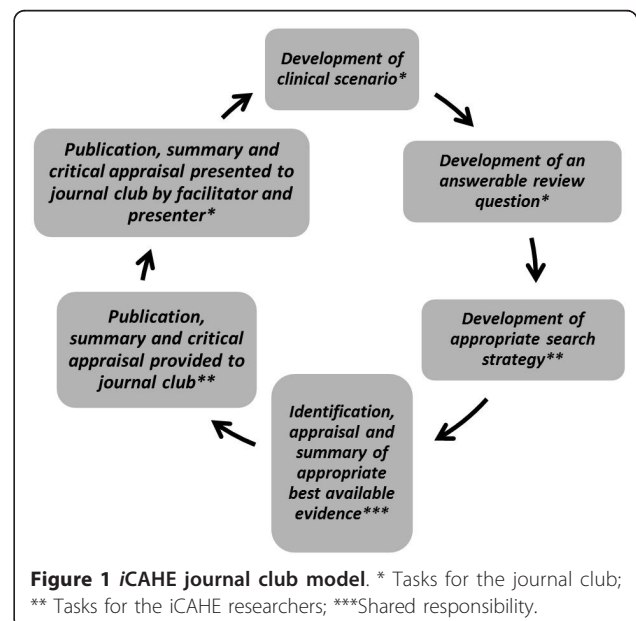 Development of
clinical scenario*
Development of an
answerable review
question*
Development of
appropriate search
strategy**
Identification,
appraisal and
summary of
appropriate
best available
evidence***
Publication,
summary and critical
appraisal provided to
journal club**
Publication, summary and
critical appraisal presented to
journal club by facilitator and
presenter*
Figure 1 iCAHE journal club model. * Tasks for the journal club;
** Tasks for the iCAHE researchers; ***Shared responsibility.